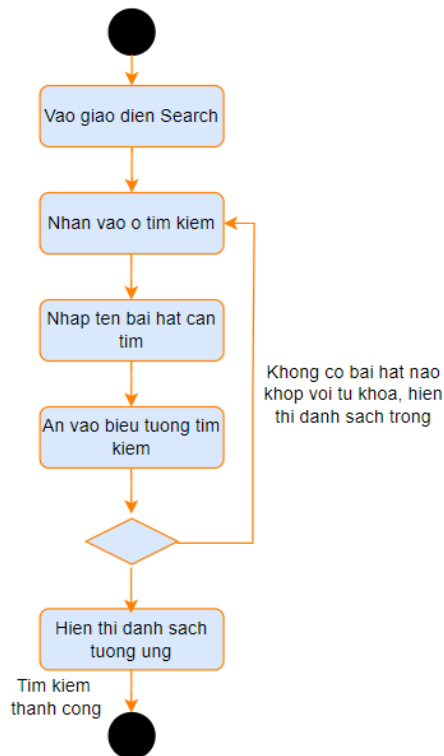 Vao giao dien Search
Nhan vao o tim kiem
Nhap ten bai hat can
tim
Khong co bai hat nao
khop voi tu khoa, hien
thi danh sach trong
An vao bieu tuong tim
kiem
Hien thi danh sach
tuong ung
Tim kiem
thanh cong